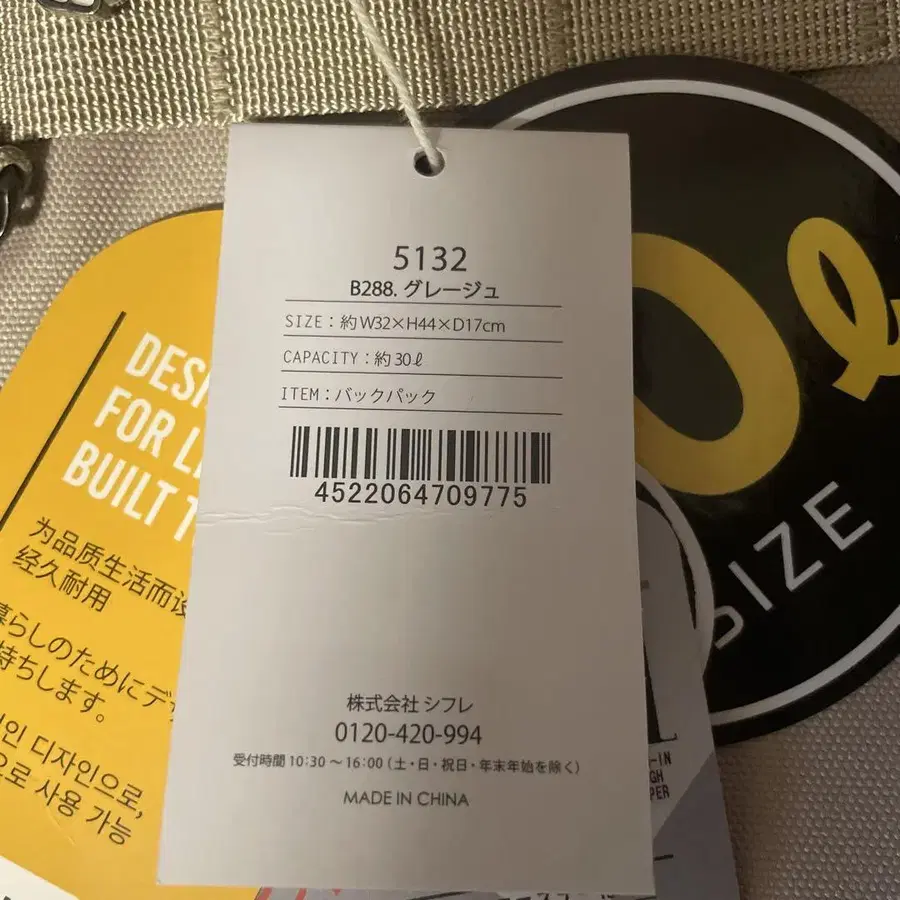 5132
B288. グレージュ
SIZE：約W32×H44×D17cm
CAPACITY：約30ℓ
ITEM：バックパック
4522064709775
株式会社 シフレ
0120-420-994
受付時間 10:30 〜 16:00（土・日・祝日・年末年始を除く）
MADE IN CHINA
FOR
BUILT
为品质生活而设
经久耐用
暮らしのためにデ
持ちします。
인 디자인으로,
으로 사용 가능
0ℓ
SIZE
-IN